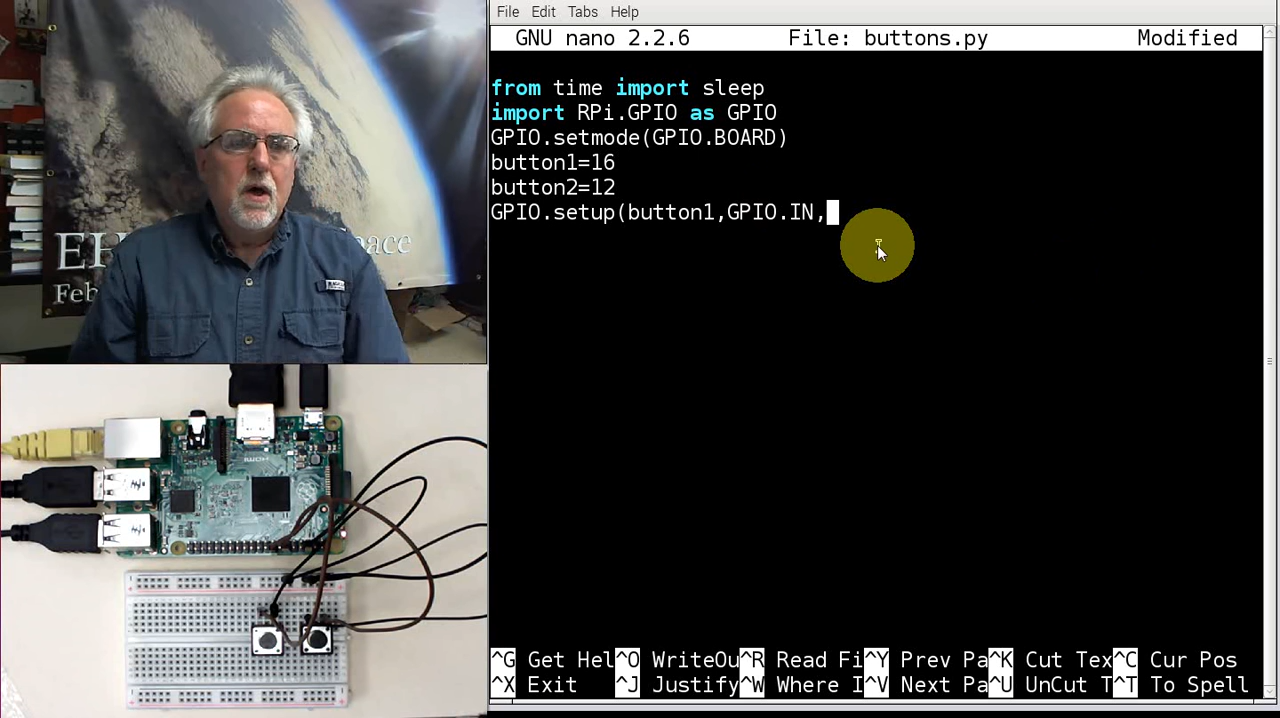 File Edit Tabs Help
GNU nano 2.2.6 File: buttons.py Modified
from time import sleep
import RPi.GPIO as GPIO
GPIO.setmode(GPIO.BOARD)
button1=16
button2=12
GPIO.setup(button1,GPIO.IN,
^G Get Hel ^O WriteOu ^R Read Fi ^Y Prev Pa ^K Cut Tex ^C Cur Pos
^X Exit ^J Justify ^W Where I ^V Next Pa ^U UnCut T ^T To Spell
EH
Feb